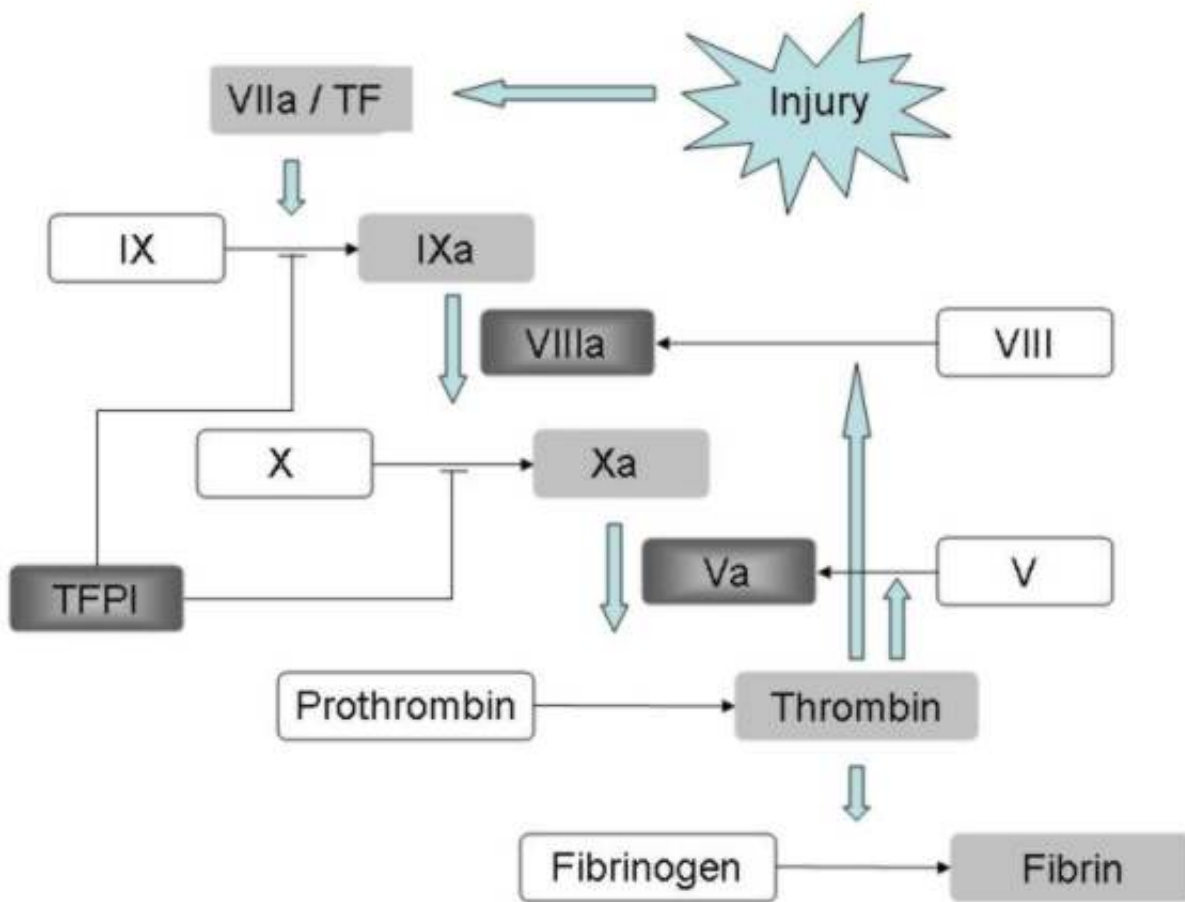 Injury
VIIa / TF
IX
IXa
VIIIa
VIII
X
Xa
Va
V
TFPI
Prothrombin
Thrombin
Fibrinogen
Fibrin